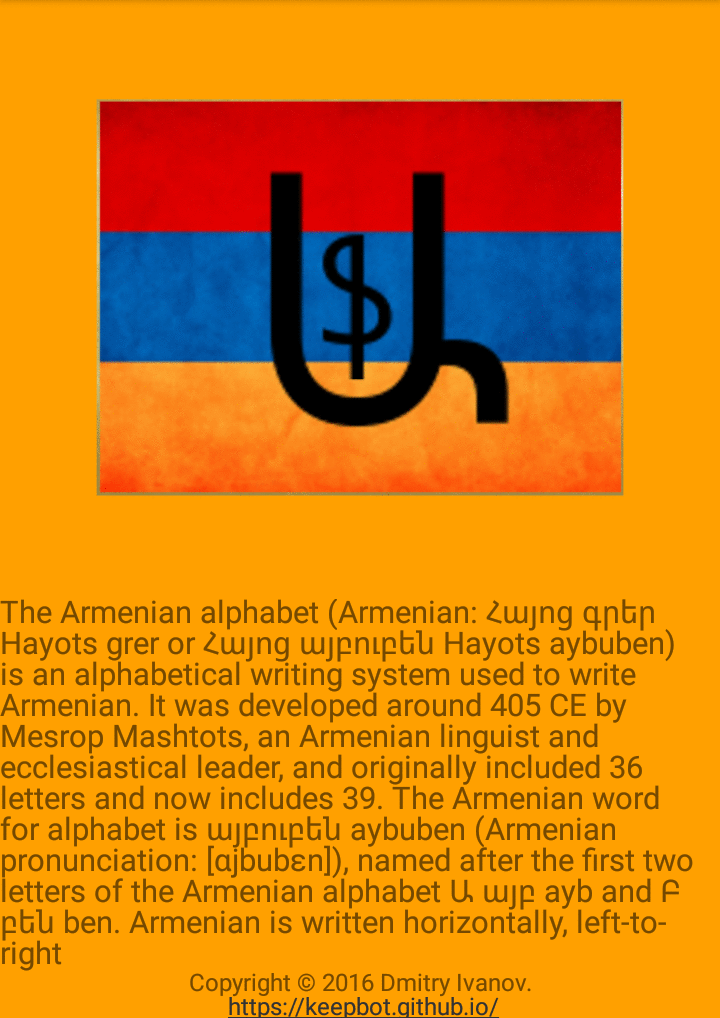 Ա
$
The Armenian alphabet (Armenian: Հայոց գրեր
Hayots grer or Հայոց այբուբեն Hayots aybuben)
is an alphabetical writing system used to write
Armenian. It was developed around 405 CE by
Mesrop Mashtots, an Armenian linguist and
ecclesiastical leader, and originally included 36
letters and now includes 39. The Armenian word
for alphabet is այբուբեն aybuben (Armenian
pronunciation: [ɑjbubɛn]), named after the first two
letters of the Armenian alphabet Ա այբ ayb and Բ
բեն ben. Armenian is written horizontally, left-to-
right
Copyright © 2016 Dmitry Ivanov.
https://keepbot.github.io/